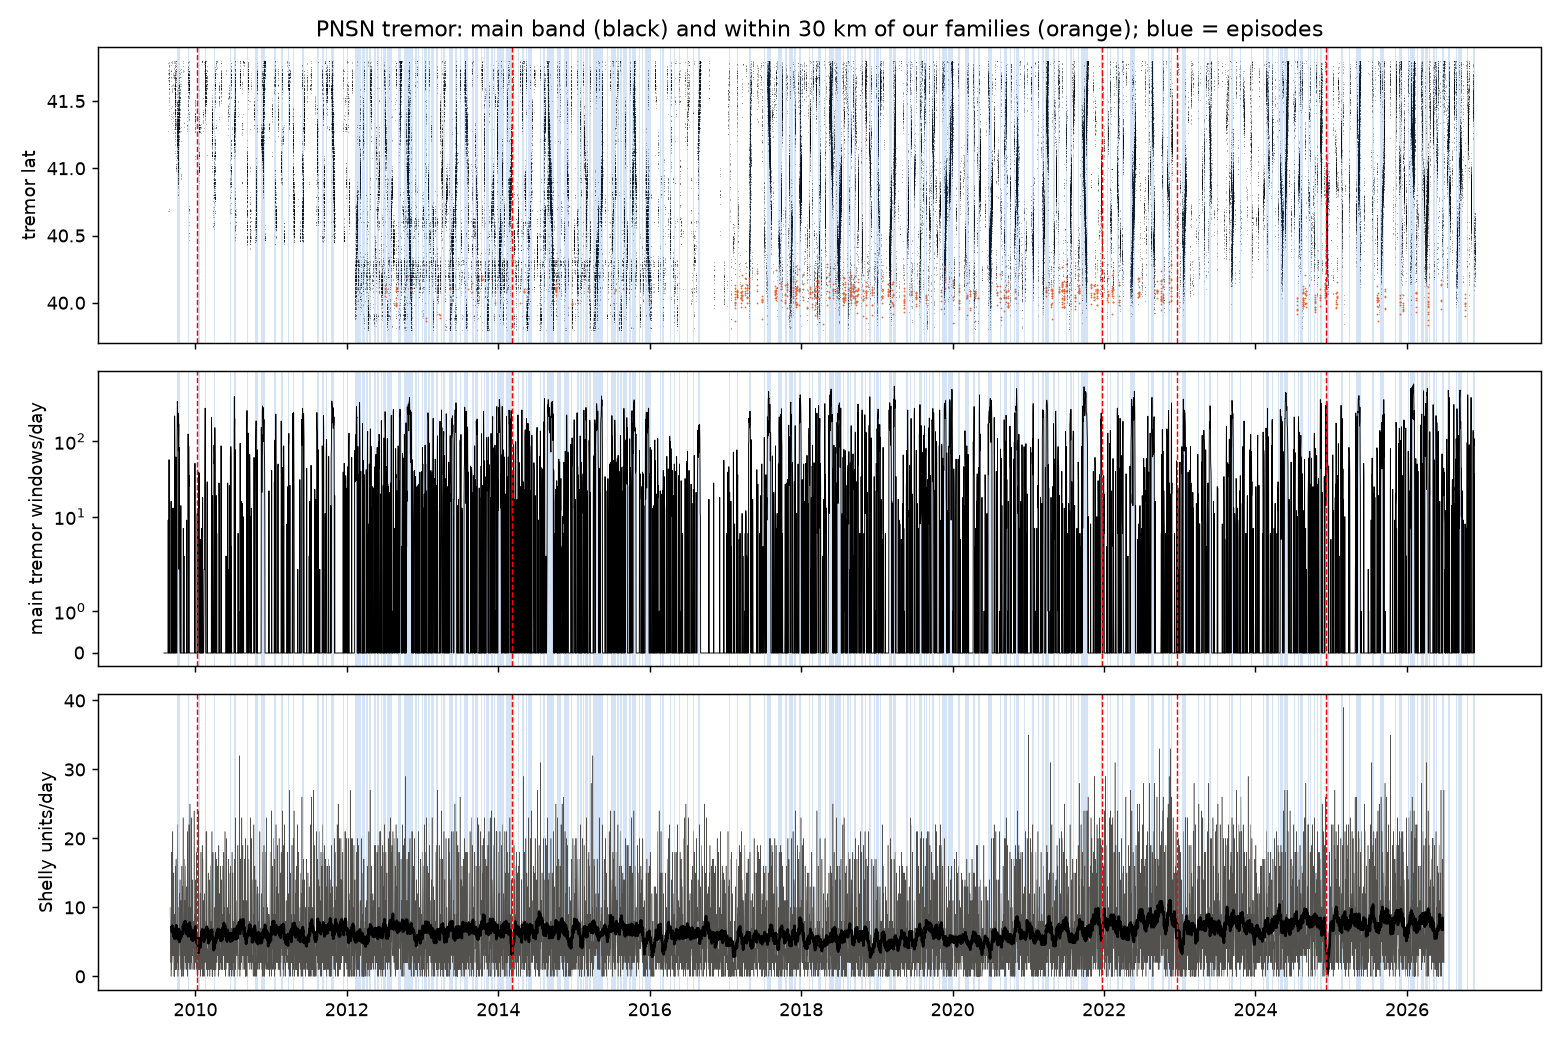 PNSN tremor: main band (black) and within 30 km of our families (orange); blue = episodes
tremor lat
41.5
41.0
40.5
40.0
main tremor windows/day
10²
10¹
10⁰
0
Shelly units/day
40
30
20
10
0
2010 2012 2014 2016 2018 2020 2022 2024 2026